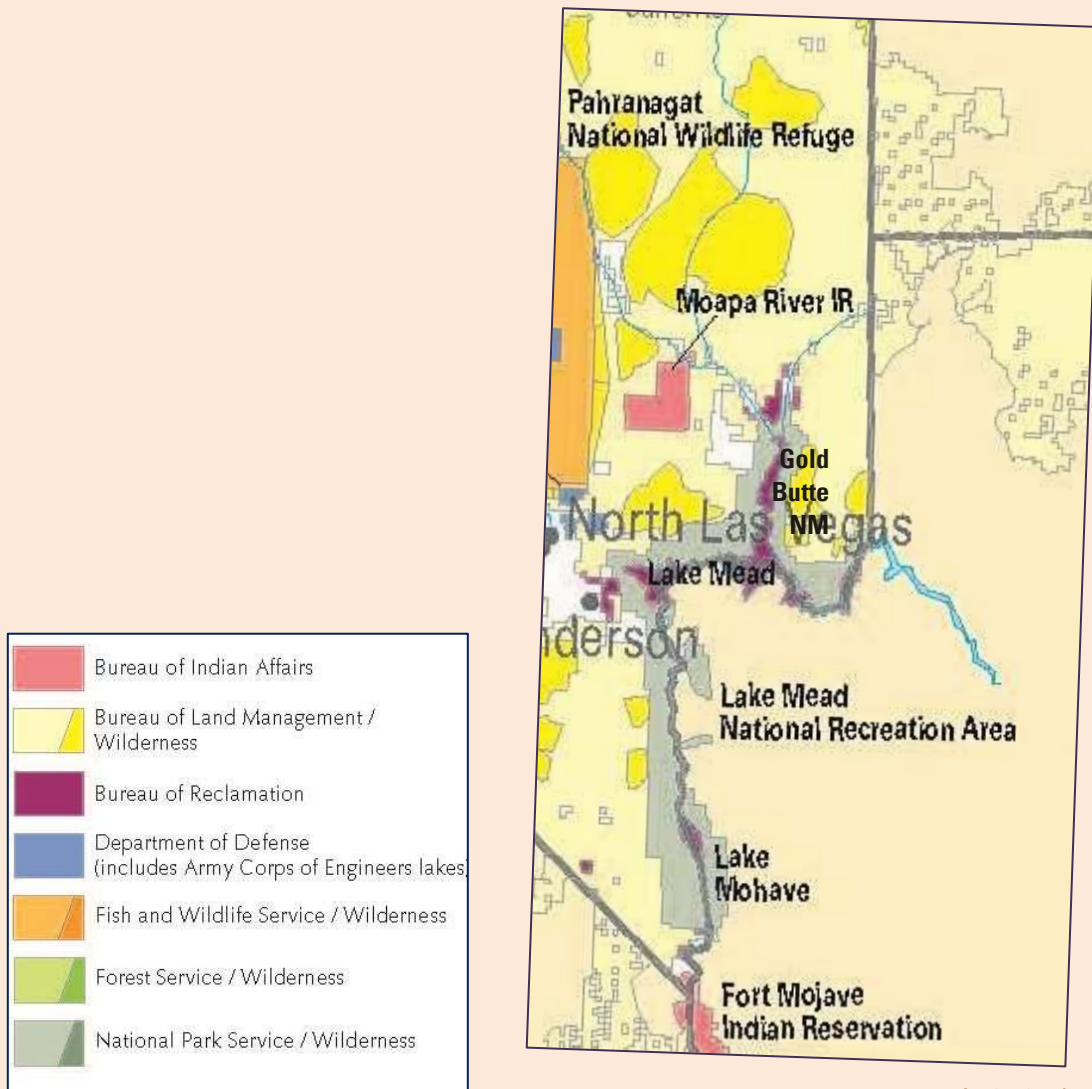 Pahranagat
National Wildlife Refuge
Moapa River IR
Gold
Butte
NM
North Las Vegas
Lake Mead
nderson
Lake Mead
National Recreation Area
Lake
Mohave
Fort Mojave
Indian Reservation
Bureau of Indian Affairs
Bureau of Land Management /
Wilderness
Bureau of Reclamation
Department of Defense
(includes Army Corps of Engineers lakes)
Fish and Wildlife Service / Wilderness
Forest Service / Wilderness
National Park Service / Wilderness